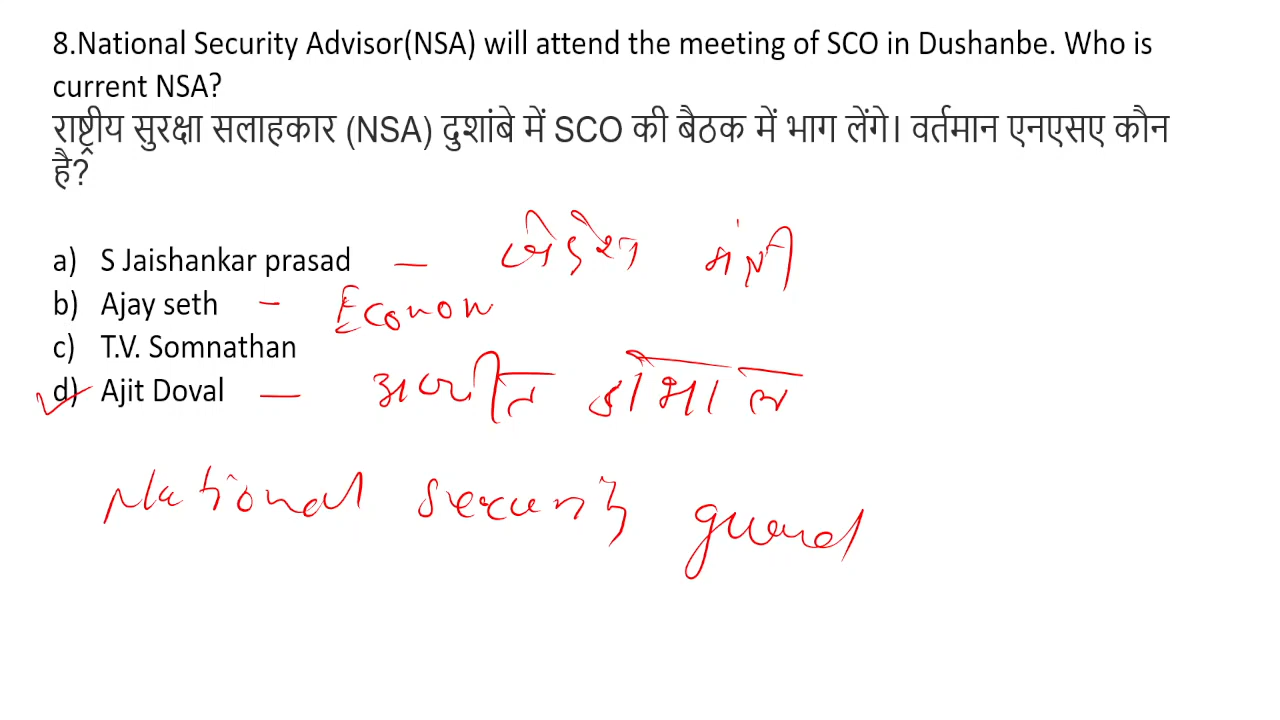 8.National Security Advisor(NSA) will attend the meeting of SCO in Dushanbe. Who is
current NSA?
राष्ट्रीय सुरक्षा सलाहकार (NSA) दुशांबे में SCO की बैठक में भाग लेंगे। वर्तमान एनएसए कौन
है?
a) S Jaishankar prasad — मंत्री
b) Ajay seth - Econom
c) T.V. Somnathan
d) Ajit Doval — अजीत डोभाल
National security guard